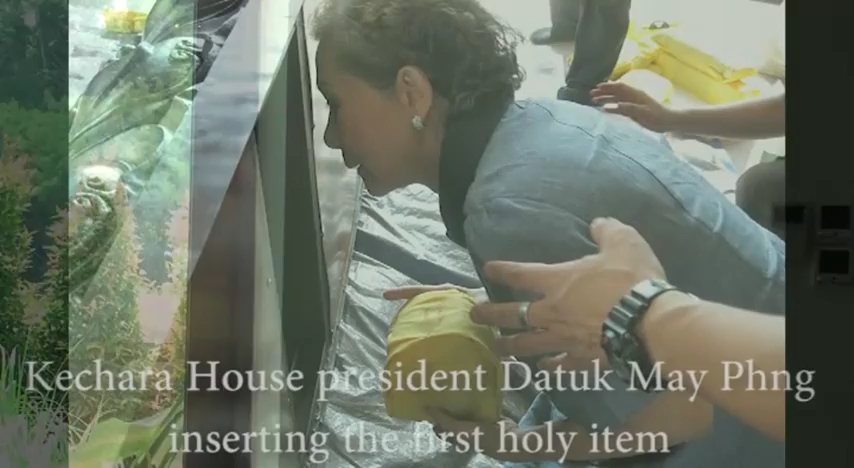 Kechara House president Datuk May Phng
inserting the first holy item